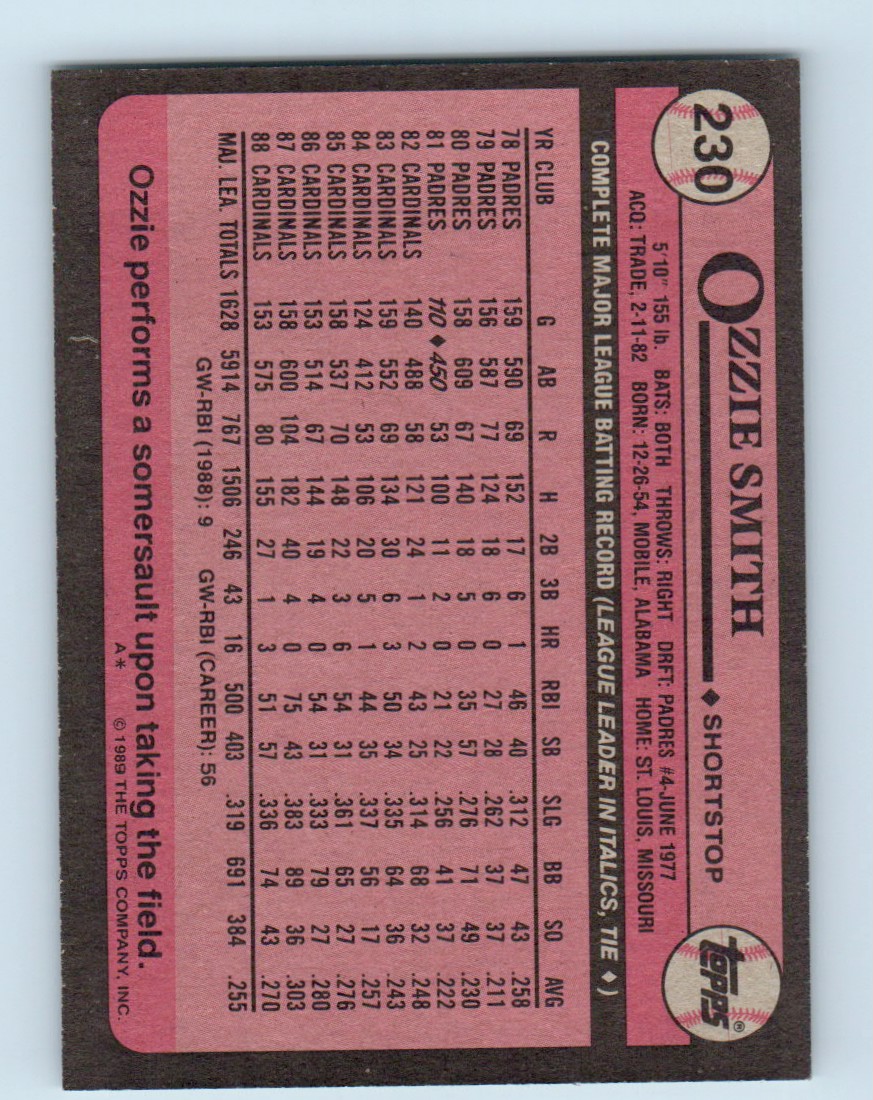 230
OZZIE SMITH ♦ SHORTSTOP
topps®
5'10" 155 lb. BATS: BOTH THROWS: RIGHT DRFT: PADRES #4-JUNE 1977
ACQ: TRADE, 2-11-82 BORN: 12-26-54, MOBILE, ALABAMA HOME: ST. LOUIS, MISSOURI
COMPLETE MAJOR LEAGUE BATTING RECORD (LEAGUE LEADER IN ITALICS, TIE ♦)
YR CLUB G AB R H 2B 3B HR RBI SB SLG BB SO AVG
78 PADRES 159 590 69 152 17 6 1 46 40 .312 47 43 .258
79 PADRES 156 587 77 124 18 6 0 27 28 .262 37 37 .211
80 PADRES 158 609 67 140 18 5 0 35 57 .276 71 49 .230
81 PADRES 110 ♦ 450 53 100 11 2 0 21 22 .256 41 37 .222
82 CARDINALS 140 488 58 121 24 1 2 43 25 .314 68 32 .248
83 CARDINALS 159 552 69 134 30 6 3 50 34 .335 64 36 .243
84 CARDINALS 124 412 53 106 20 5 1 44 35 .337 56 17 .257
85 CARDINALS 158 537 70 148 22 3 6 54 31 .361 65 27 .276
86 CARDINALS 153 514 67 144 19 4 0 54 31 .333 79 27 .280
87 CARDINALS 158 600 104 182 40 4 0 75 43 .383 89 36 .303
88 CARDINALS 153 575 80 155 27 1 3 51 57 .336 74 43 .270
MAJ. LEA. TOTALS 1628 5914 767 1506 246 43 16 500 403 .319 691 384 .255
GW-RBI (1988): 9 GW-RBI (CAREER): 56
Ozzie performs a somersault upon taking the field.
A* © 1989 THE TOPPS COMPANY, INC.